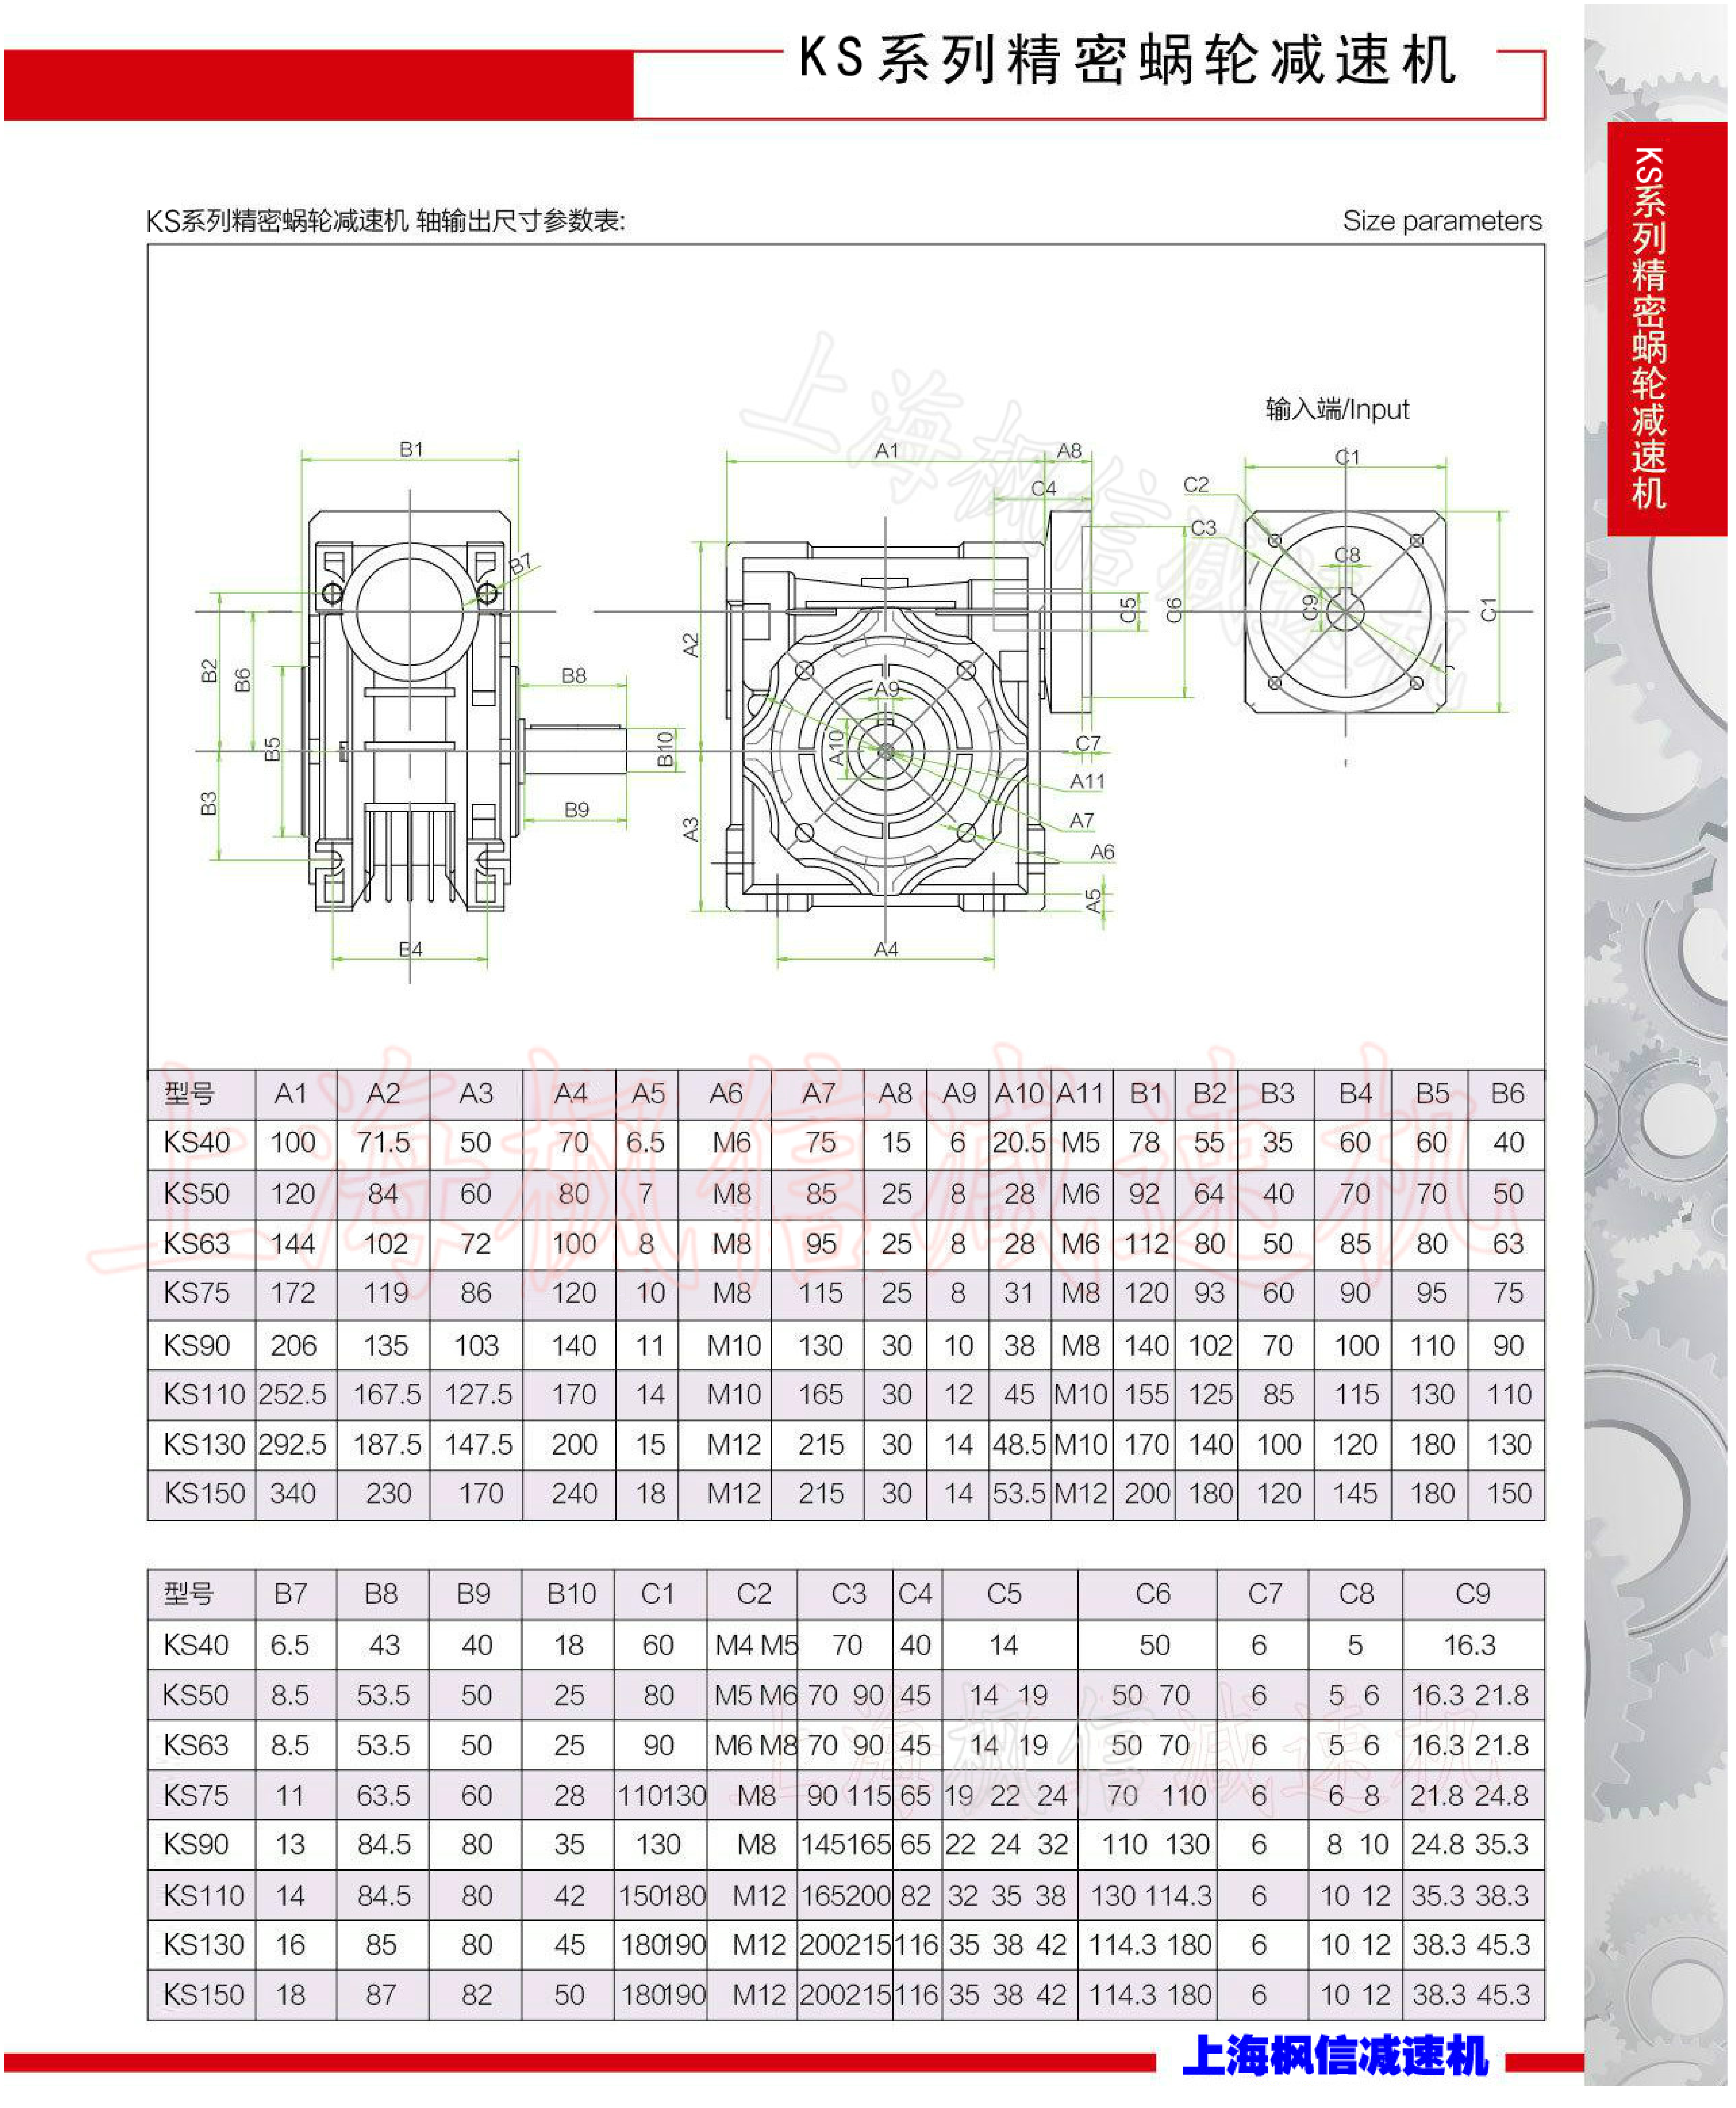 KS系列精密蜗轮减速机
KS系列精密蜗轮减速机
KS系列精密蜗轮减速机 轴输出尺寸参数表:
Size parameters
上海枫信减速机
输入端/Input
B1
B7
B2
B6
B5
B3
B4
B8
B10
B9
A1
A8
C4
A2
A9
A10
A3
A4
C5
C6
C7
A11
A7
A6
A5
C1
C2
C3
C8
C9
C1
上海枫信减速机
型号 A1 A2 A3 A4 A5 A6 A7 A8 A9 A10 A11 B1 B2 B3 B4 B5 B6
KS40 100 71.5 50 70 6.5 M6 75 15 6 20.5 M5 78 55 35 60 60 40
KS50 120 84 60 80 7 M8 85 25 8 28 M6 92 64 40 70 70 50
KS63 144 102 72 100 8 M8 95 25 8 28 M6 112 80 50 85 80 63
KS75 172 119 86 120 10 M8 115 25 8 31 M8 120 93 60 90 95 75
KS90 206 135 103 140 11 M10 130 30 10 38 M8 140 102 70 100 110 90
KS110 252.5 167.5 127.5 170 14 M10 165 30 12 45 M10 155 125 85 115 130 110
KS130 292.5 187.5 147.5 200 15 M12 215 30 14 48.5 M10 170 140 100 120 180 130
KS150 340 230 170 240 18 M12 215 30 14 53.5 M12 200 180 120 145 180 150
型号 B7 B8 B9 B10 C1 C2 C3 C4 C5 C6 C7 C8 C9
KS40 6.5 43 40 18 60 M4 M5 70 40 14 50 6 5 16.3
KS50 8.5 53.5 50 25 80 M5 M6 70 90 45 14 19 50 70 6 5 6 16.3 21.8
KS63 8.5 53.5 50 25 90 M6 M8 70 90 45 14 19 50 70 6 5 6 16.3 21.8
KS75 11 63.5 60 28 110130 M8 90 115 65 19 22 24 70 110 6 6 8 21.8 24.8
KS90 13 84.5 80 35 130 M8 145165 65 22 24 32 110 130 6 8 10 24.8 35.3
KS110 14 84.5 80 42 150180 M12 165200 82 32 35 38 130 114.3 6 10 12 35.3 38.3
KS130 16 85 80 45 180190 M12 200215 116 35 38 42 114.3 180 6 10 12 38.3 45.3
KS150 18 87 82 50 180190 M12 200215 116 35 38 42 114.3 180 6 10 12 38.3 45.3
上海枫信减速机
上海枫信减速机